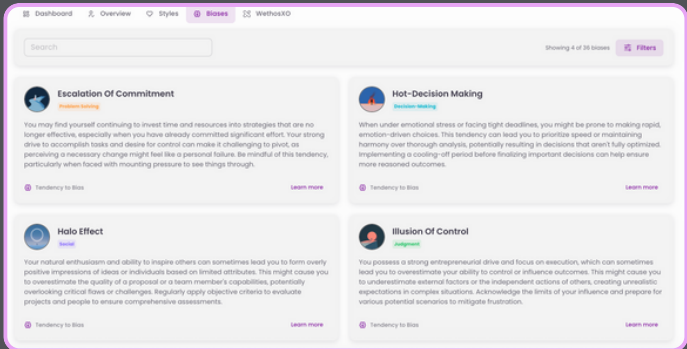 Dashboard Overview Styles Biases WethosXO
Search
Showing 4 of 36 biases Filters
Escalation Of Commitment
Problem-Solving
You may find yourself continuing to invest time and resources into strategies that are no
longer effective, especially when you have already committed significant effort. Your strong
drive to accomplish tasks and desire for control can make it challenging to pivot, as
perceiving a necessary change might feel like a personal failure. Be mindful of this tendency,
particularly when faced with mounting pressure to see things through.
Tendency to Bias Learn more
Hot-Decision Making
Decision-Making
When under emotional stress or facing tight deadlines, you might be prone to making rapid,
emotion-driven choices. This tendency can lead you to prioritize speed or maintaining
harmony over thorough analysis, potentially resulting in decisions that aren't fully optimized.
Implementing a cooling-off period before finalizing important decisions can help ensure
more reasoned outcomes.
Tendency to Bias Learn more
Halo Effect
Social
Your natural enthusiasm and ability to inspire others can sometimes lead you to form overly
positive impressions of ideas or individuals based on limited attributes. This might cause you
to overestimate the quality of a proposal or a team member's capabilities, potentially
overlooking critical flaws or challenges. Regularly apply objective criteria to evaluate
projects and people to ensure comprehensive assessments.
Tendency to Bias Learn more
Illusion Of Control
Judgment
You possess a strong entrepreneurial drive and focus on execution, which can sometimes
lead you to overestimate your ability to control or influence outcomes. This might cause you
to underestimate external factors or the independent actions of others, creating unrealistic
expectations in complex situations. Acknowledge the limits of your influence and prepare for
various potential scenarios to mitigate frustration.
Tendency to Bias Learn more